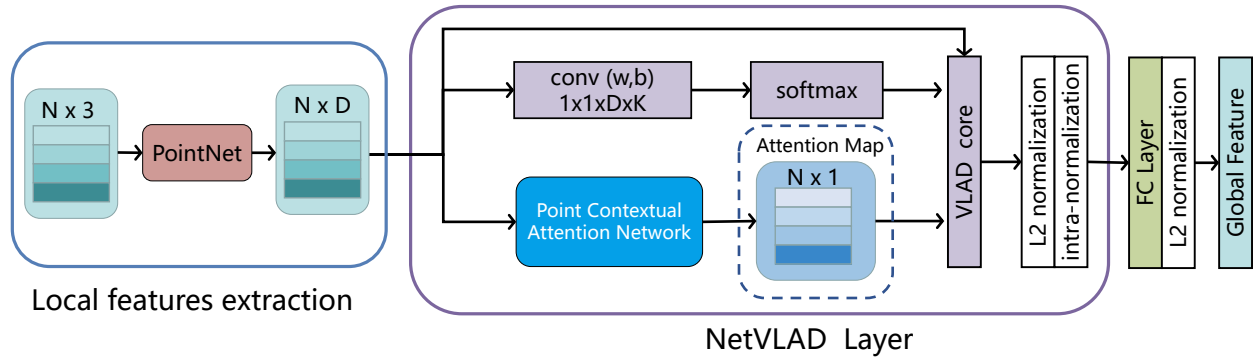 N x 3
PointNet
N x D
Local features extraction
conv (w,b)
1x1xDxK
softmax
Point Contextual
Attention Network
Attention Map
N x 1
VLAD core
L2 normalization
intra-normalization
NetVLAD Layer
FC Layer
L2 normalization
Global Feature